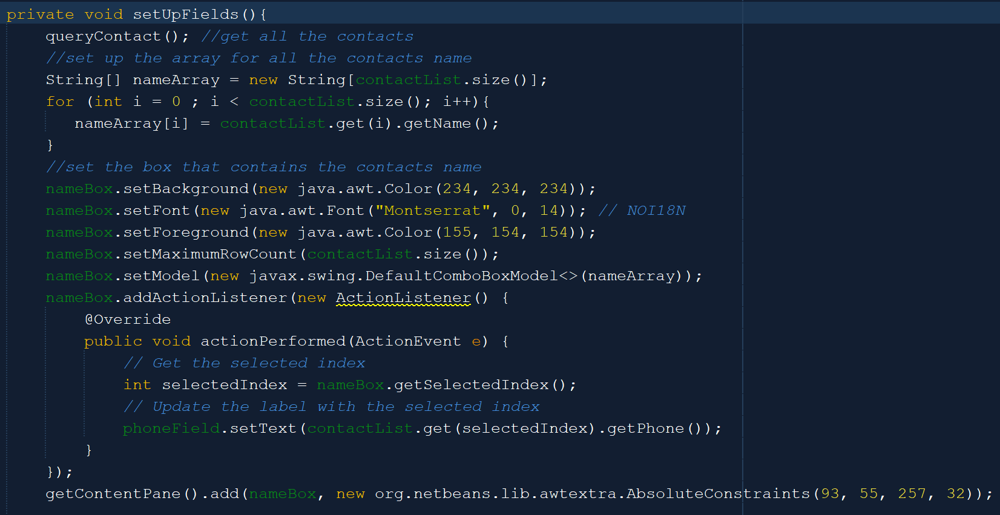 private void setUpFields(){
queryContact(); //get all the contacts
//set up the array for all the contacts name
String[] nameArray = new String[contactList.size()];
for (int i = 0 ; i < contactList.size(); i++){
nameArray[i] = contactList.get(i).getName();
}
//set the box that contains the contacts name
nameBox.setBackground(new java.awt.Color(234, 234, 234));
nameBox.setFont(new java.awt.Font("Montserrat", 0, 14)); // NOI18N
nameBox.setForeground(new java.awt.Color(155, 154, 154));
nameBox.setMaximumRowCount(contactList.size());
nameBox.setModel(new javax.swing.DefaultComboBoxModel<>(nameArray));
nameBox.addActionListener(new ActionListener() {
@Override
public void actionPerformed(ActionEvent e) {
// Get the selected index
int selectedIndex = nameBox.getSelectedIndex();
// Update the label with the selected index
phoneField.setText(contactList.get(selectedIndex).getPhone());
}
});
getContentPane().add(nameBox, new org.netbeans.lib.awtextra.AbsoluteConstraints(93, 55, 257, 32));